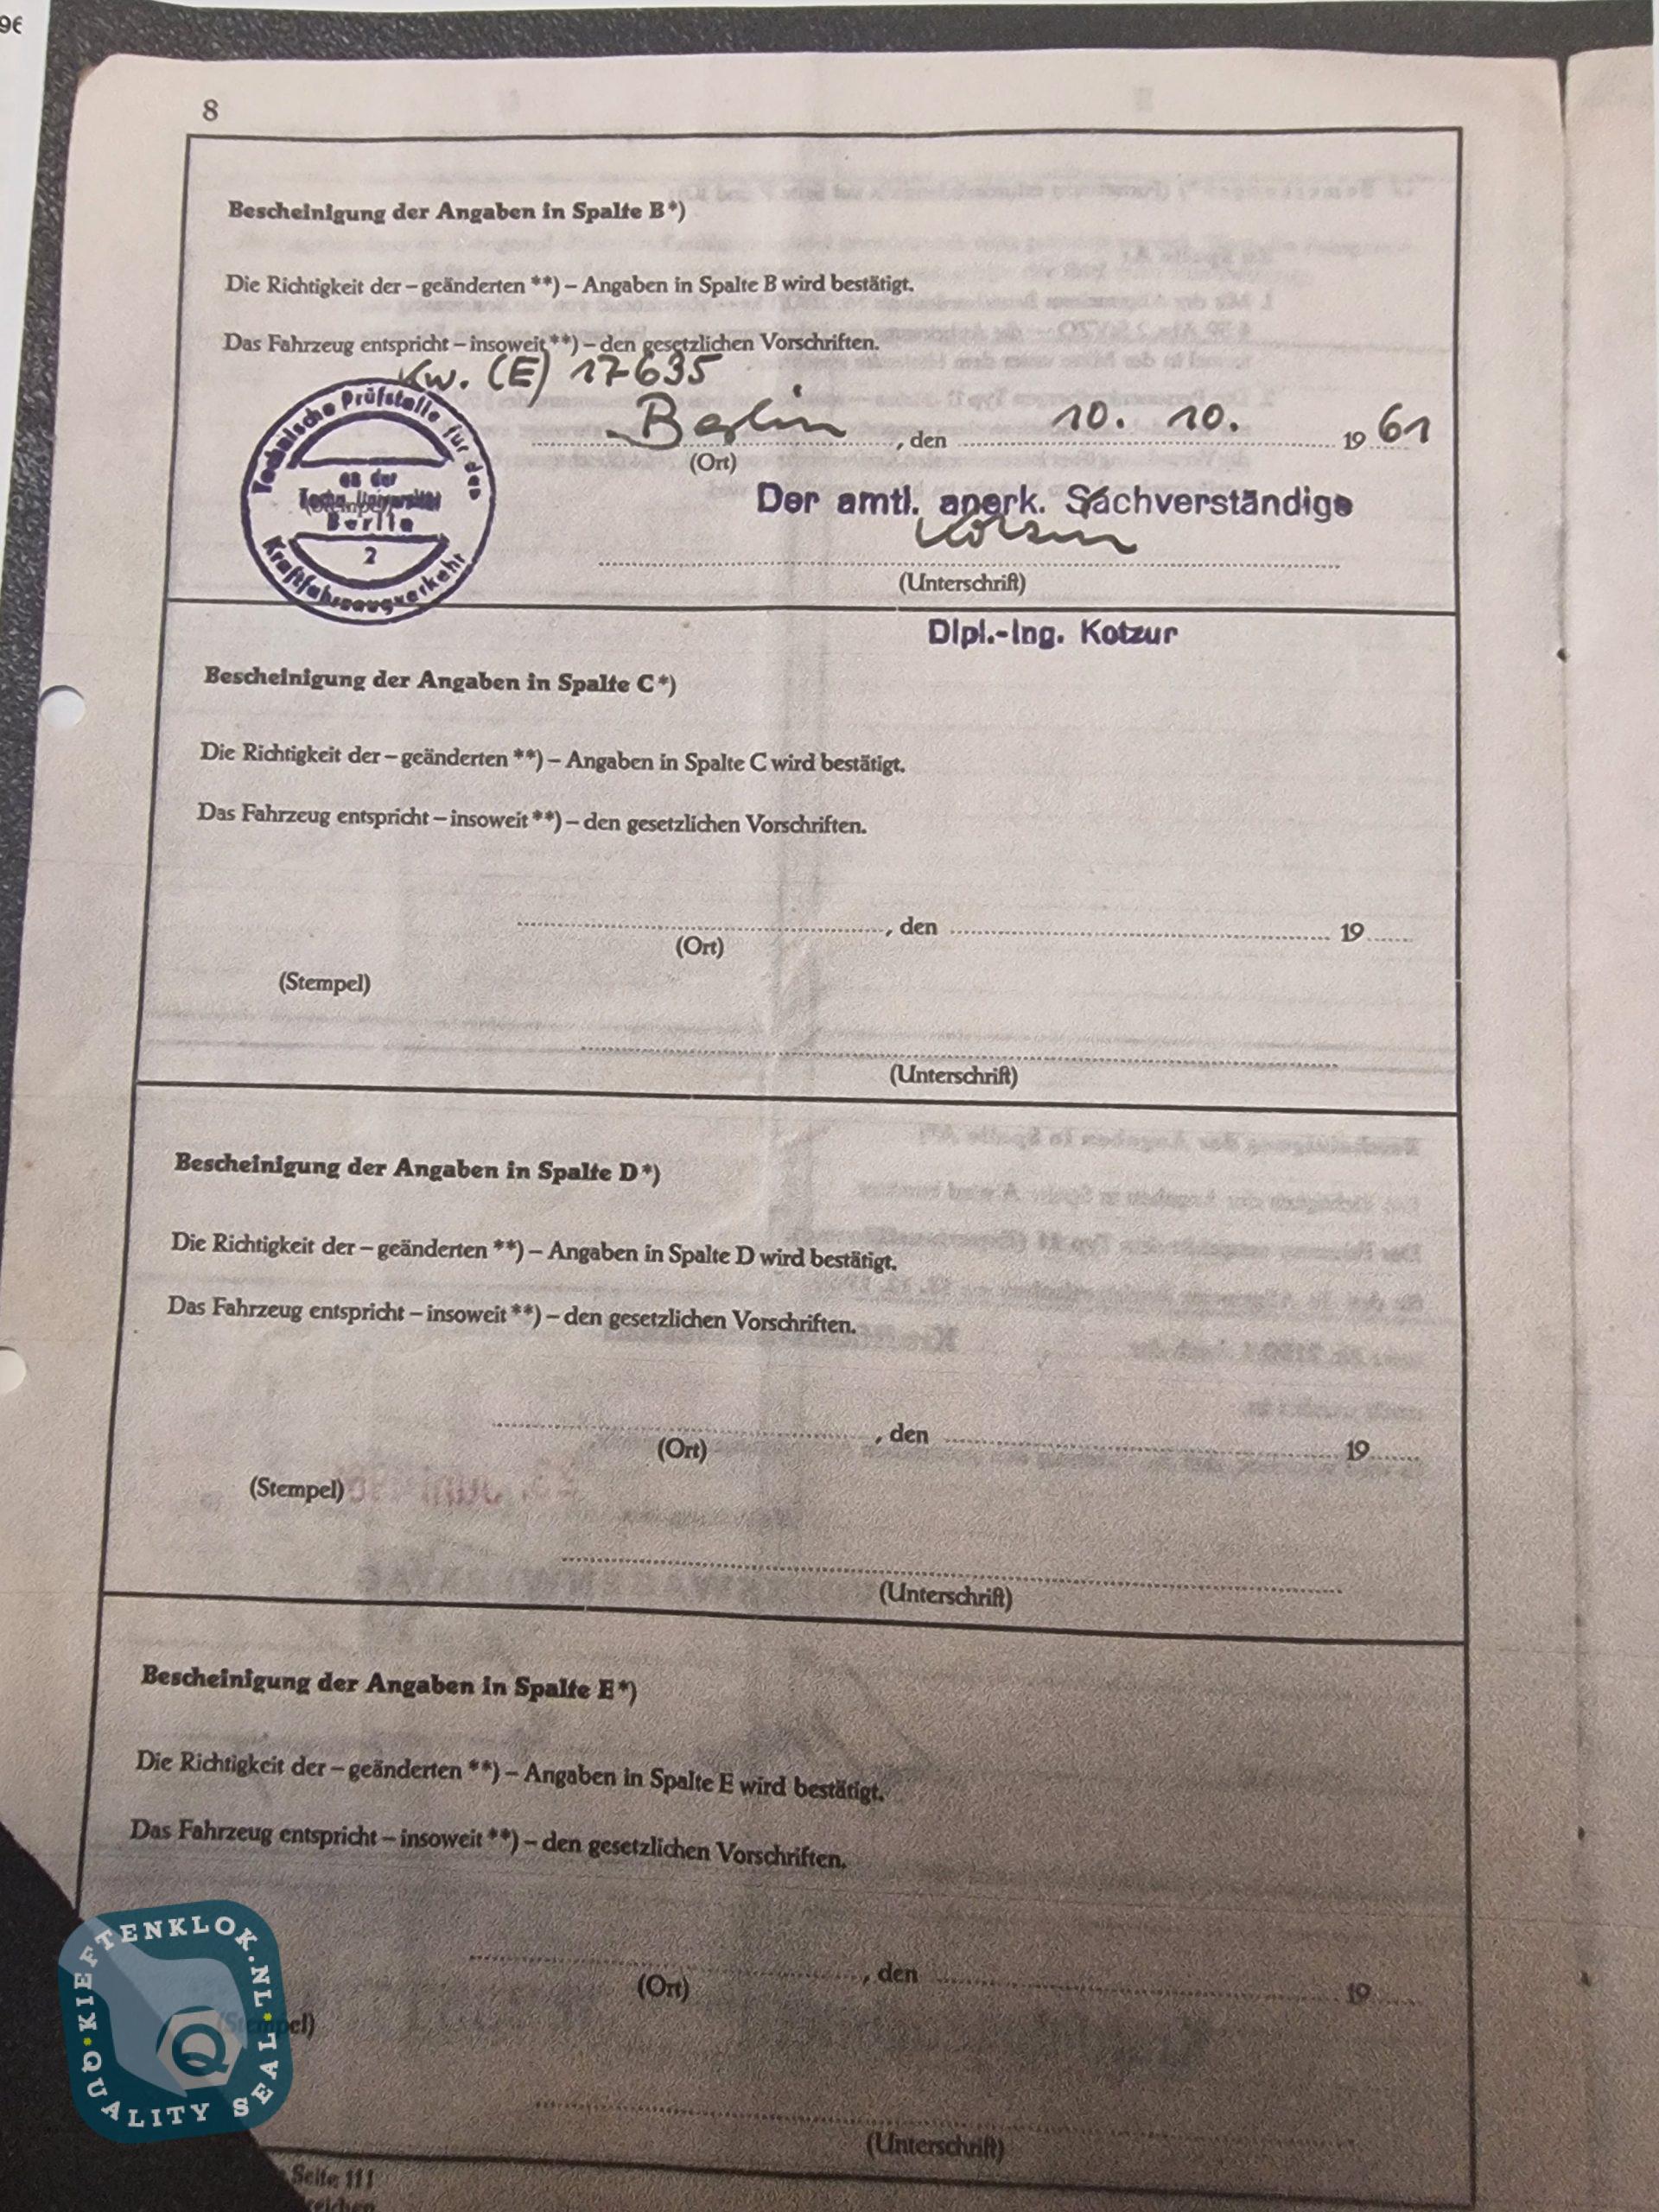 8
Bescheinigung der Angaben in Spalte B*)
Die Richtigkeit der – geänderten **) – Angaben in Spalte B wird bestätigt.
Das Fahrzeug entspricht – insoweit **) – den gesetzlichen Vorschriften.
Kw. (E) 17635
Berlin, den 10. 10. 19 61
(Ort)
Technische Prüfstelle für den
an der
Techn. Universität
(Stempel)
Berlin
2
Kraftfahrzeugverkehr
Der amtl. anerk. Sachverständige
Kotzur
(Unterschrift)
Dipl.-Ing. Kotzur
Bescheinigung der Angaben in Spalte C*)
Die Richtigkeit der – geänderten **) – Angaben in Spalte C wird bestätigt.
Das Fahrzeug entspricht – insoweit **) – den gesetzlichen Vorschriften.
, den 19
(Ort)
(Stempel)
(Unterschrift)
Bescheinigung der Angaben in Spalte D*)
Die Richtigkeit der – geänderten **) – Angaben in Spalte D wird bestätigt.
Das Fahrzeug entspricht – insoweit **) – den gesetzlichen Vorschriften.
, den 19
(Ort)
(Stempel)
(Unterschrift)
Bescheinigung der Angaben in Spalte E*)
Die Richtigkeit der – geänderten **) – Angaben in Spalte E wird bestätigt.
Das Fahrzeug entspricht – insoweit **) – den gesetzlichen Vorschriften.
, den 19
(Ort)
(Stempel)
(Unterschrift)
Seite 111
KIEFTENKLOK.NL
QUALITY SEAL
Q